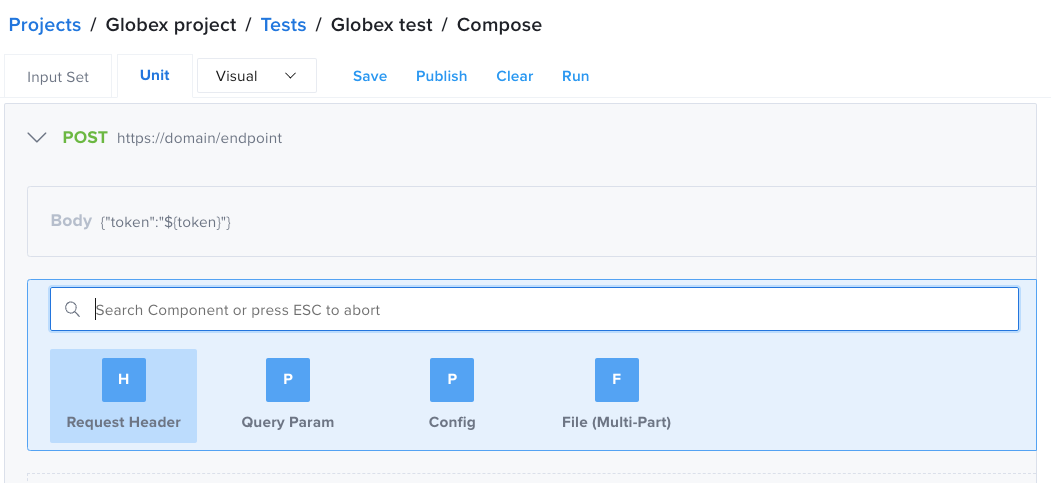 Projects / Globex project / Tests / Globex test / Compose
Input Set Unit Visual Save Publish Clear Run
POST https://domain/endpoint
Body {"token":"${token}"}
Search Component or press ESC to abort
H P P F
Request Header Query Param Config File (Multi-Part)